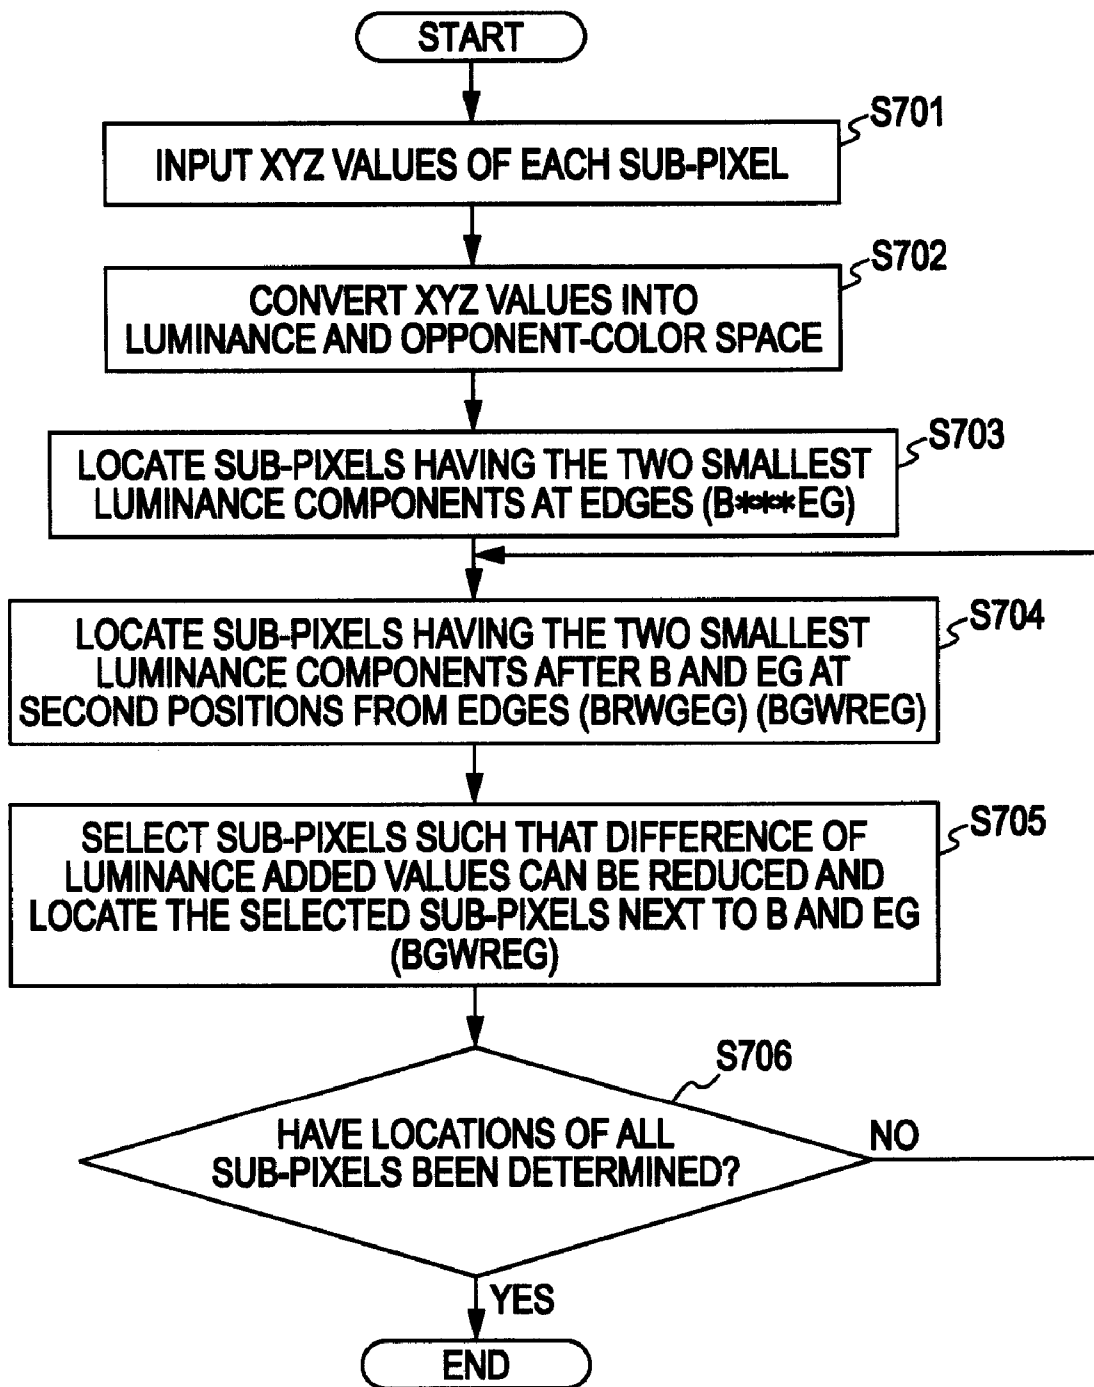 START
S701
INPUT XYZ VALUES OF EACH SUB-PIXEL
S702
CONVERT XYZ VALUES INTO
LUMINANCE AND OPPONENT-COLOR SPACE
S703
LOCATE SUB-PIXELS HAVING THE TWO SMALLEST
LUMINANCE COMPONENTS AT EDGES (B***EG)
S704
LOCATE SUB-PIXELS HAVING THE TWO SMALLEST
LUMINANCE COMPONENTS AFTER B AND EG AT
SECOND POSITIONS FROM EDGES (BRWGEG) (BGWREG)
S705
SELECT SUB-PIXELS SUCH THAT DIFFERENCE OF
LUMINANCE ADDED VALUES CAN BE REDUCED AND
LOCATE THE SELECTED SUB-PIXELS NEXT TO B AND EG
(BGWREG)
S706
HAVE LOCATIONS OF ALL
SUB-PIXELS BEEN DETERMINED?
NO
YES
END